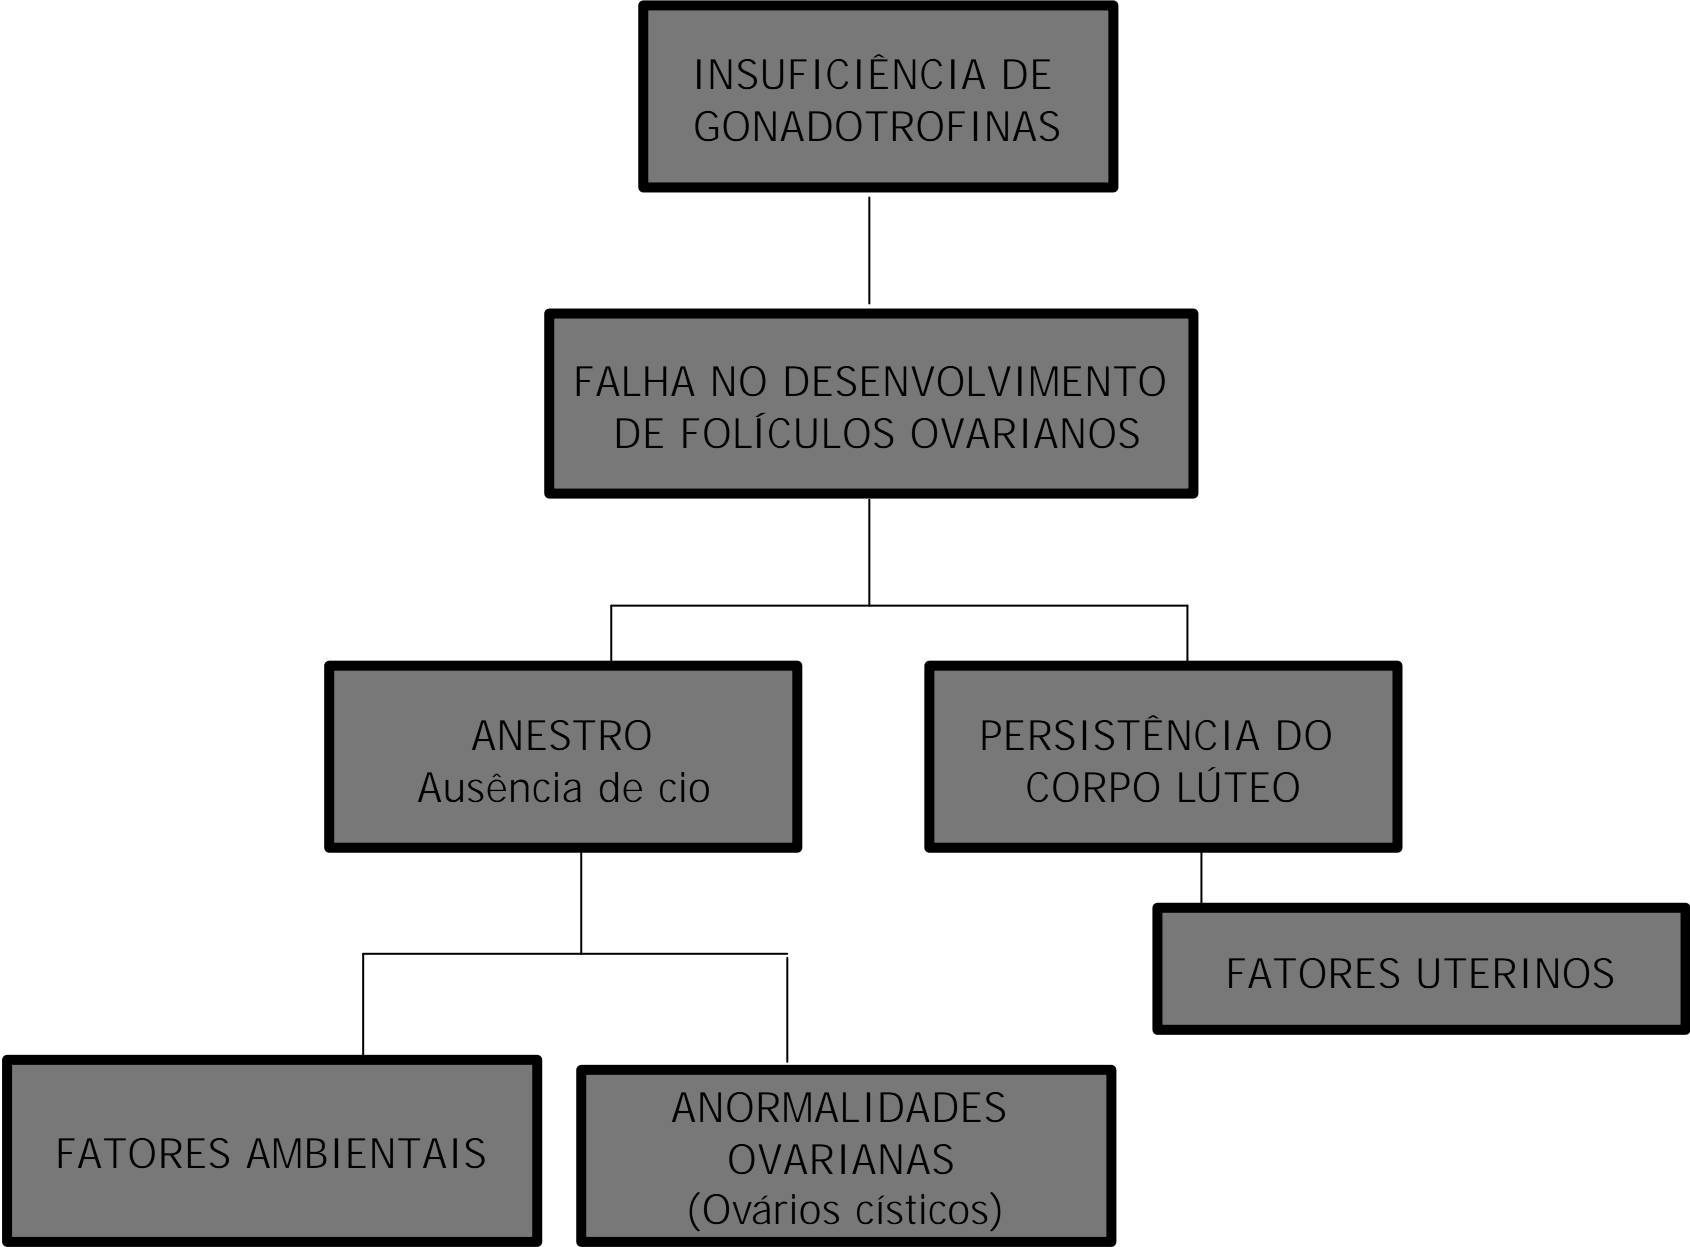 INSUFICIÊNCIA DE
GONADOTROFINAS
FALHA NO DESENVOLVIMENTO
DE FOLÍCULOS OVARIANOS
ANESTRO
Ausência de cio
PERSISTÊNCIA DO
CORPO LÚTEO
FATORES UTERINOS
FATORES AMBIENTAIS
ANORMALIDADES
OVARIANAS
(Ovários císticos)